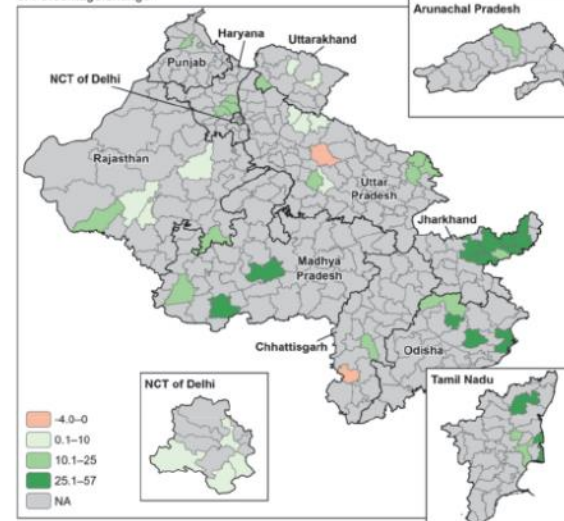 Arunachal Pradesh
Haryana
Uttarakhand
Punjab
NCT of Delhi
Rajasthan
Uttar
Pradesh
Jharkhand
Madhya
Pradesh
Chhattisgarh
Odisha
NCT of Delhi
Tamil Nadu
-4.0–0
0.1–10
10.1–25
25.1–57
NA